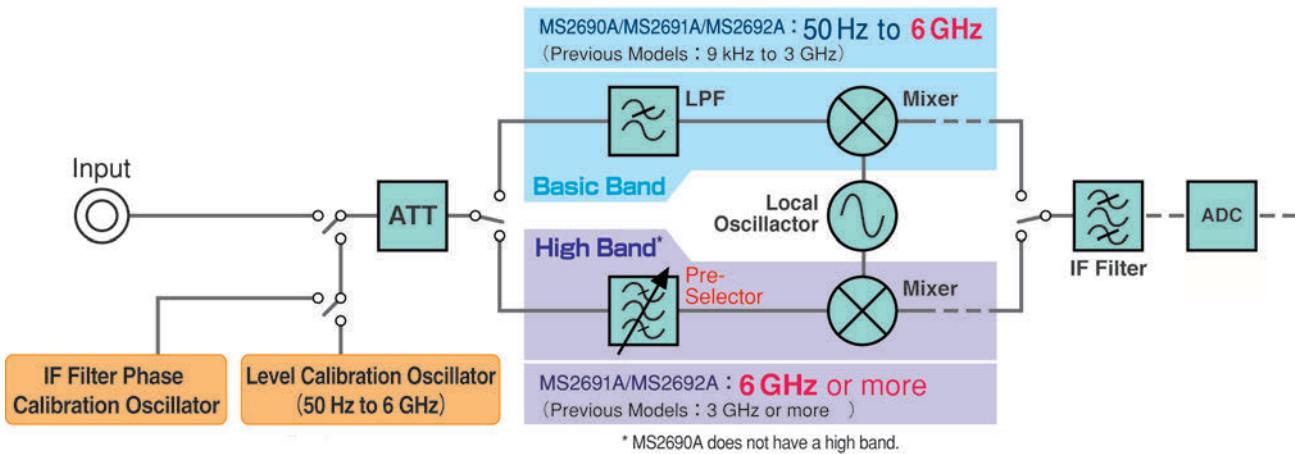 MS2690A/MS2691A/MS2692A : 50 Hz to 6 GHz
(Previous Models : 9 kHz to 3 GHz)
LPF
Mixer
Input
Basic Band
ATT
Local
Oscillactor
ADC
High Band*
IF Filter
Pre-
Selector
Mixer
IF Filter Phase
Calibration Oscillator
Level Calibration Oscillator
(50 Hz to 6 GHz)
MS2691A/MS2692A : 6 GHz or more
(Previous Models : 3 GHz or more )
* MS2690A does not have a high band.